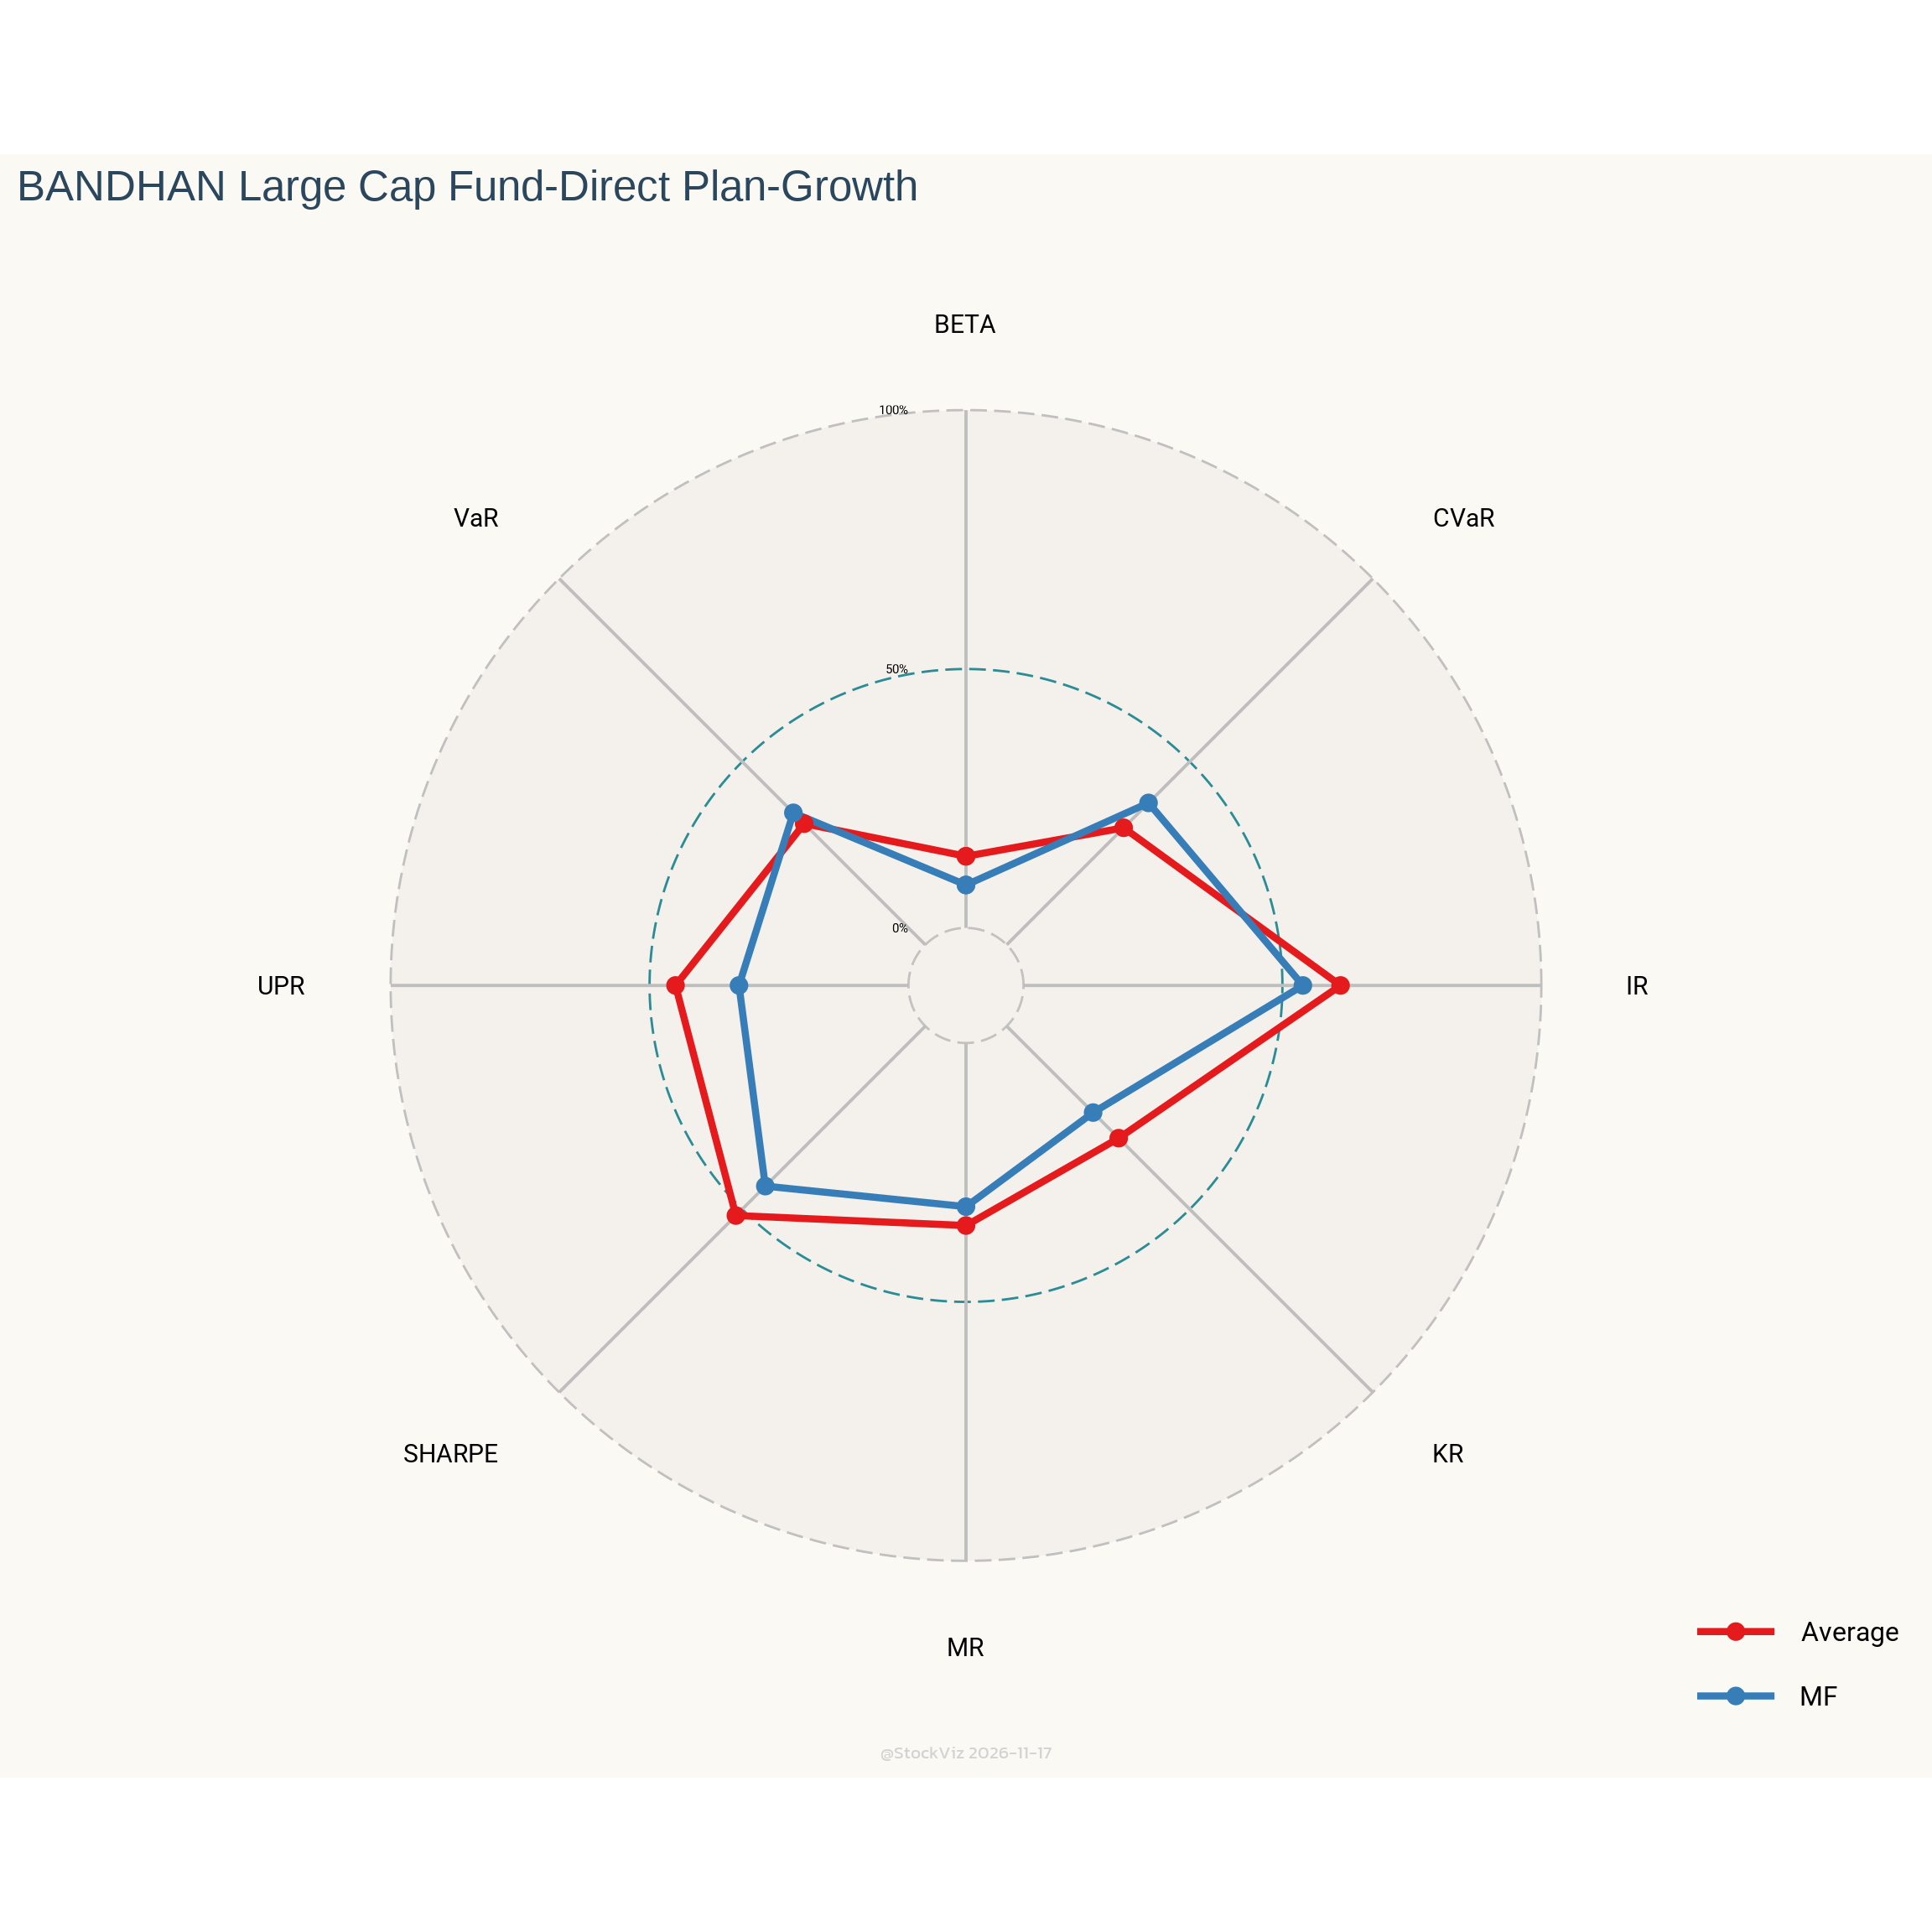 BANDHAN Large Cap Fund-Direct Plan-Growth
BETA
100%
VaR
CVaR
50%
0%
UPR
IR
SHARPE
KR
MR
Average
MF
@StockViz 2026-11-17